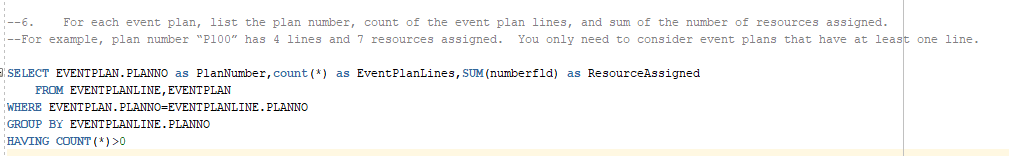 --6.    For each event plan, list the plan number, count of the event plan lines, and sum of the number of resources assigned.
--For example, plan number “P100” has 4 lines and 7 resources assigned.  You only need to consider event plans that have at least one line.
SELECT EVENTPLAN.PLANNO as PlanNumber,count(*) as EventPlanLines,SUM(numberfld) as ResourceAssigned
    FROM EVENTPLANLINE,EVENTPLAN
WHERE EVENTPLAN.PLANNO=EVENTPLANLINE.PLANNO
GROUP BY EVENTPLANLINE.PLANNO
HAVING COUNT(*)>0